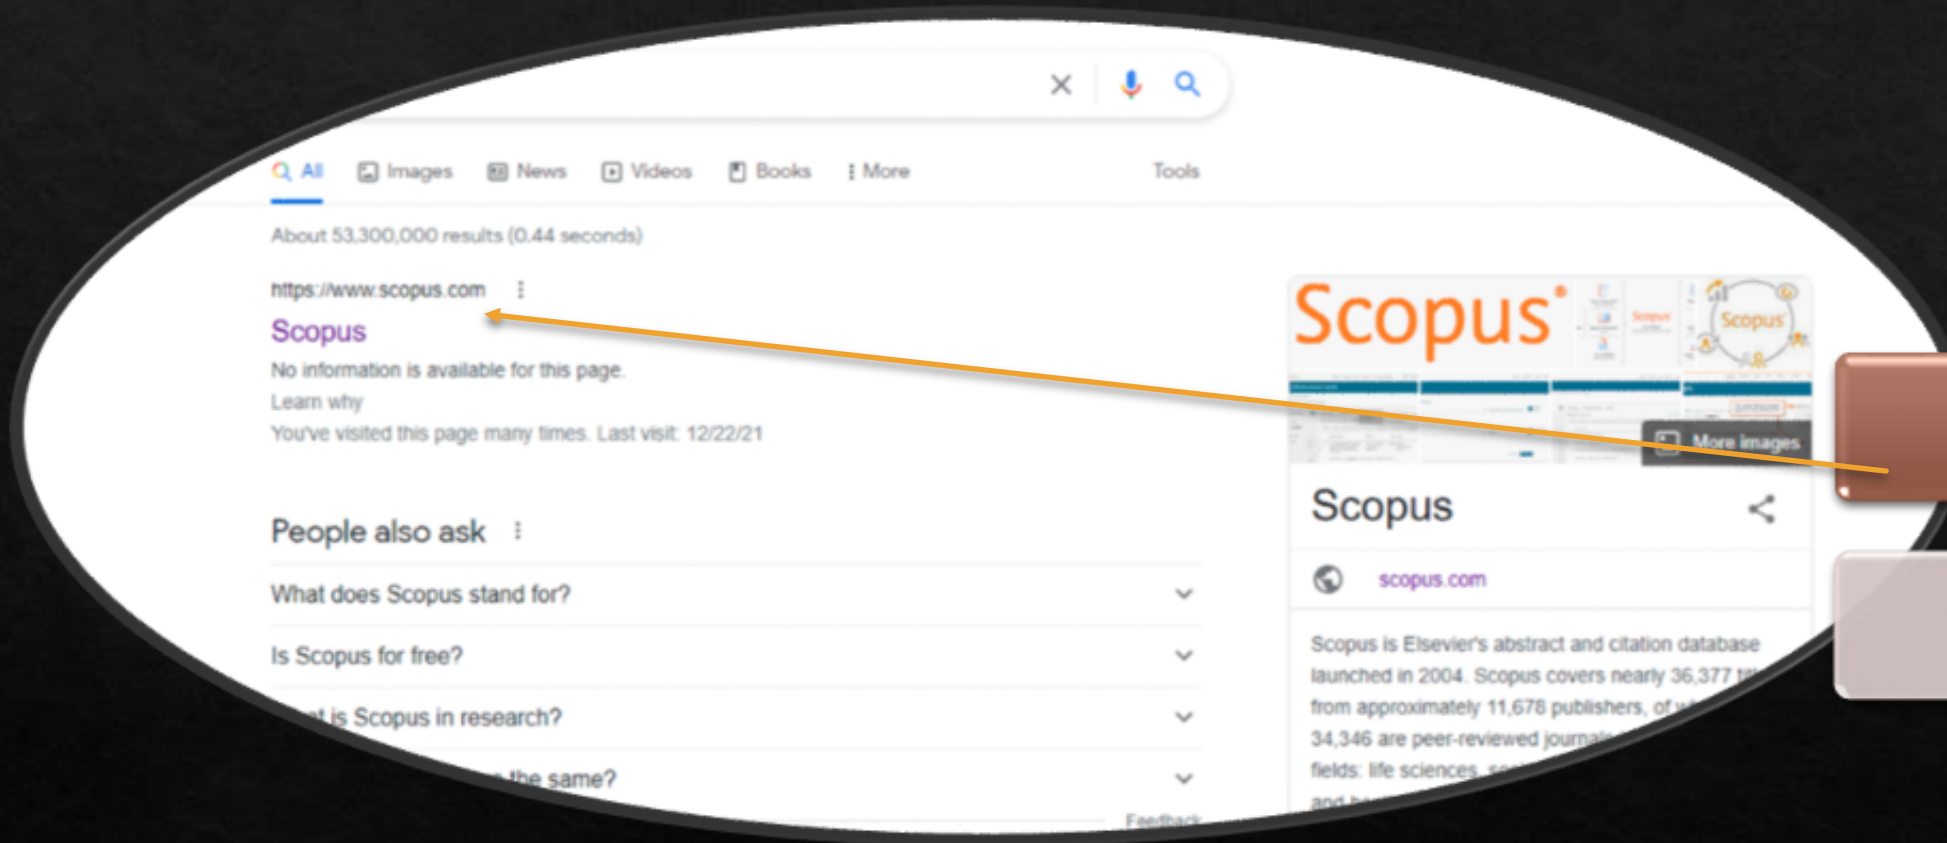 All Images News Videos Books More Tools
About 53,300,000 results (0.44 seconds)
https://www.scopus.com
Scopus
No information is available for this page.
Learn why
You've visited this page many times. Last visit: 12/22/21
People also ask
What does Scopus stand for?
Is Scopus for free?
is Scopus in research?
the same?
Feedback
Scopus®
Scopus
Scopus
More images
Scopus
scopus.com
Scopus is Elsevier's abstract and citation database
launched in 2004. Scopus covers nearly 36,377
from approximately 11,678 publishers, of
34,346 are peer-reviewed journals
fields: life sciences,
and